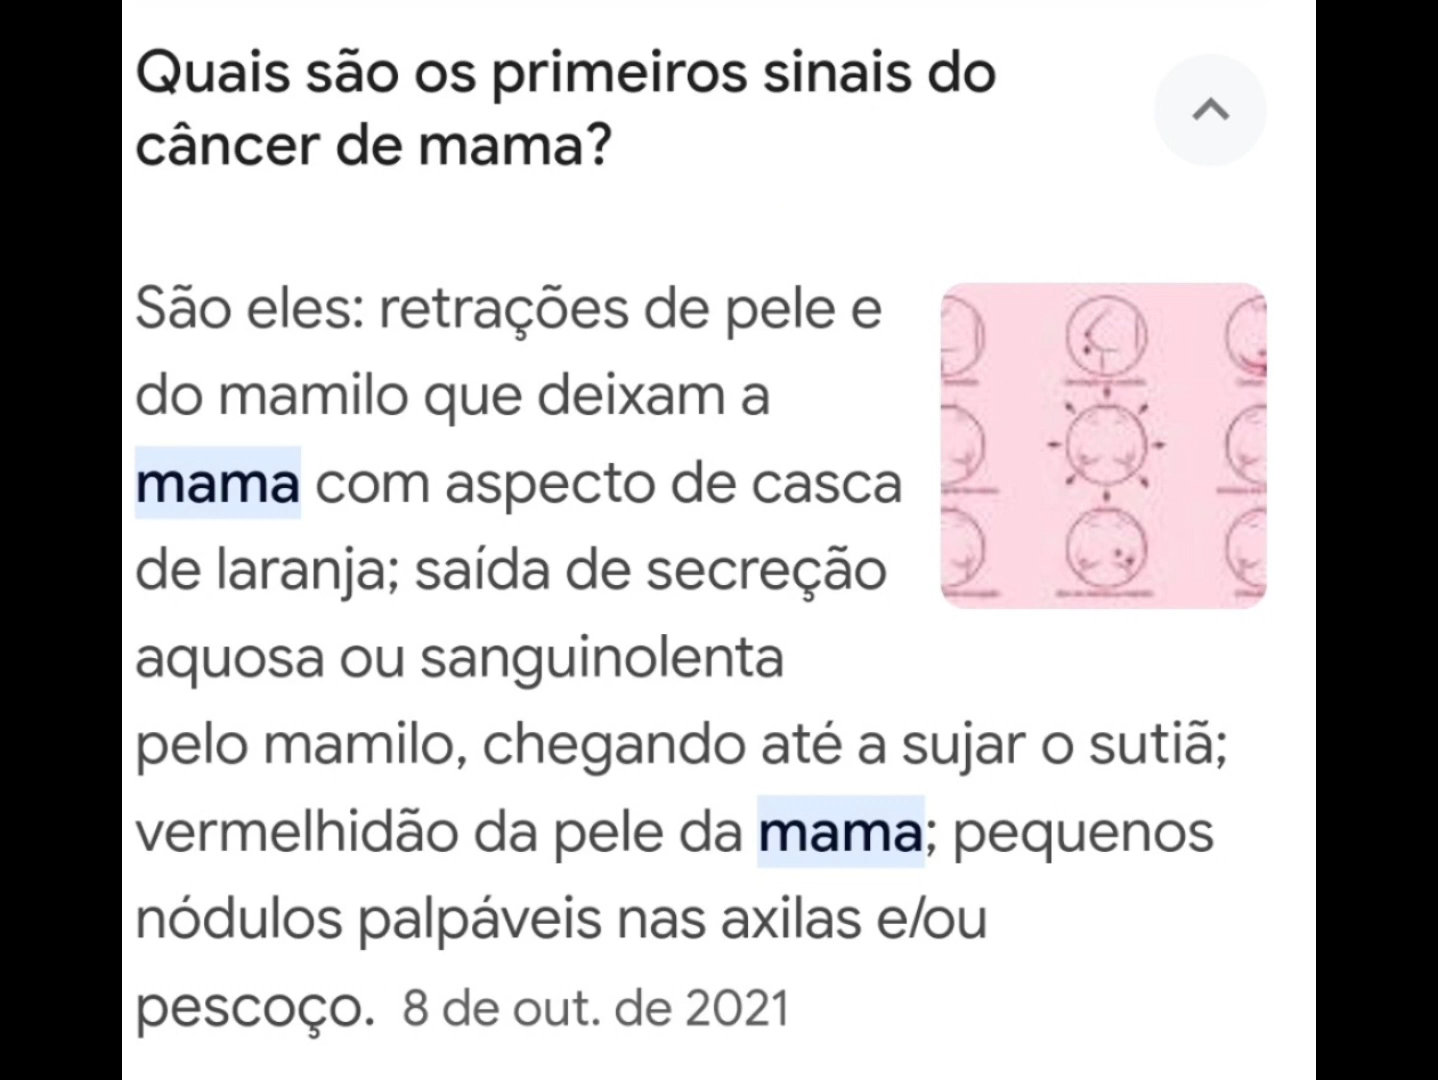 Quais são os primeiros sinais do
câncer de mama?
São eles: retrações de pele e
do mamilo que deixam a
mama com aspecto de casca
de laranja; saída de secreção
aquosa ou sanguinolenta
pelo mamilo, chegando até a sujar o sutiã;
vermelhidão da pele da mama; pequenos
nódulos palpáveis nas axilas e/ou
pescoço. 8 de out. de 2021